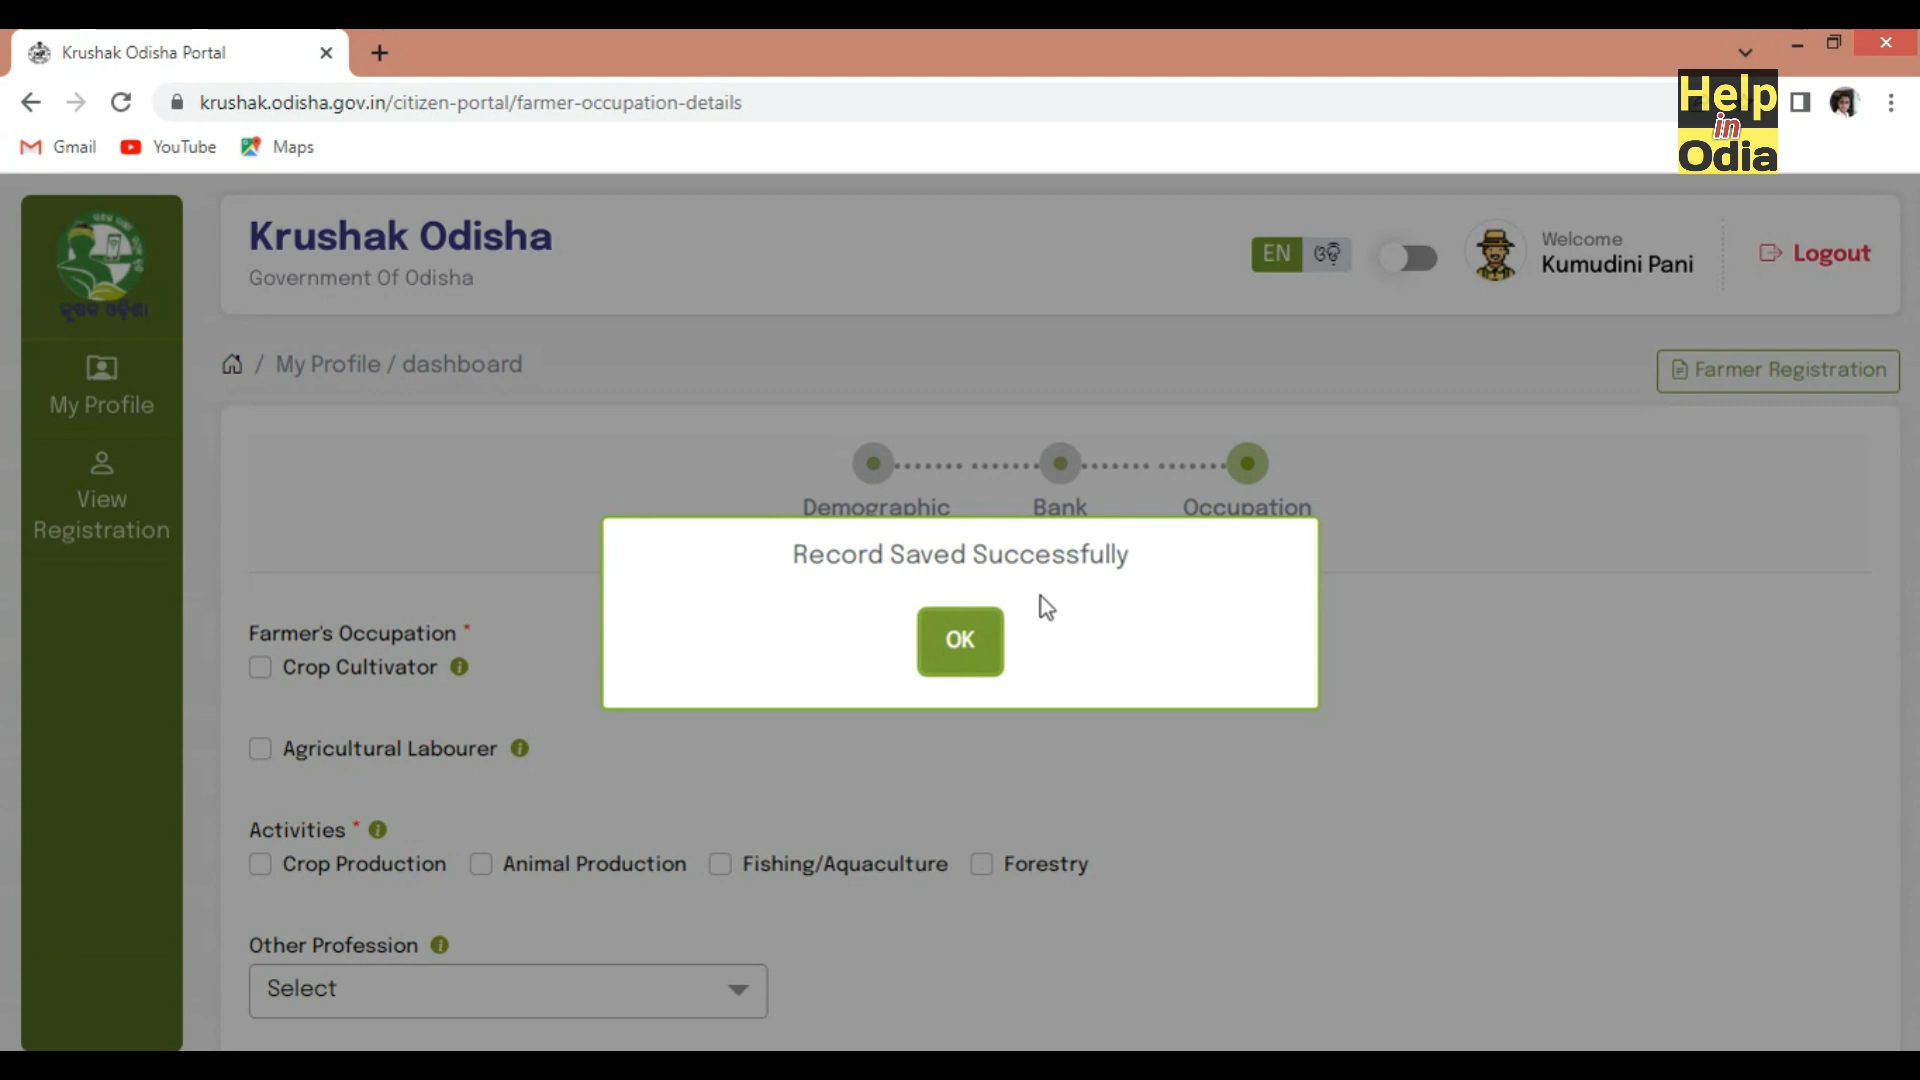 Krushak Odisha Portal
krushak.odisha.gov.in/citizen-portal/farmer-occupation-details
Help
in
Odia
Gmail
YouTube
Maps
କୃଷକ ଓଡ଼ିଶା
Krushak Odisha
Government Of Odisha
EN
ଓଡ଼ି
Welcome
Kumudini Pani
Logout
My Profile / dashboard
Farmer Registration
My Profile
View
Registration
Demographic
Bank
Occupation
Record Saved Successfully
OK
Farmer's Occupation *
Crop Cultivator
Agricultural Labourer
Activities *
Crop Production
Animal Production
Fishing/Aquaculture
Forestry
Other Profession
Select